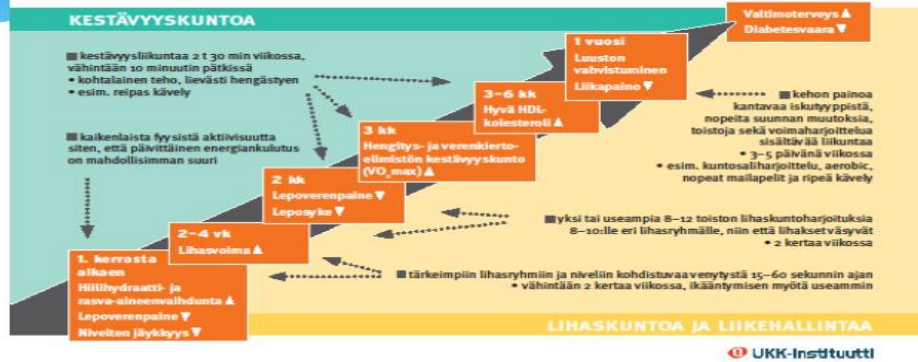 KESTÄVYYSKUNTOA
■ kestävyysliikuntaa 2 t 30 min viikossa,
vähintään 10 minuutin pätkissä
• kohtalainen teho, lievästi hengästyen
• esim. reipas kävely
■ kaikenlaista fyysistä aktiivisuutta
siten, että päivittäinen energiankulutus
on mahdollisimman suuri
1. kerrasta
alkaen
Hiilihydraatti- ja
rasva-aineenvaihdunta ▲
Lepoverenpaine ▼
Nivelten jäykkyys ▼
2–4 vk
Lihasvoima ▲
2 kk
Lepoverenpaine ▼
Leposyke ▼
3 kk
Hengitys- ja verenkierto-
elimistön kestävyyskunto
(VO₂max) ▲
3–6 kk
Hyvä HDL-
kolesteroli ▲
1 vuosi
Luuston
vahvistuminen
Liikapaino ▼
Valtimoterveys ▲
Diabetesvaara ▼
■ kehon painoa
kantavaa iskutyyppistä,
nopeita suunnan muutoksia,
toistoja sekä voimaharjoittelua
sisältävää liikuntaa
• 3–5 päivänä viikossa
• esim. kuntosaliharjoittelu, aerobic,
nopeat mailapelit ja ripeä kävely
■ yksi tai useampia 8–12 toiston lihaskuntoharjoituksia
8–10:lle eri lihasryhmälle, niin että lihakset väsyvät
• 2 kertaa viikossa
■ tärkeimpiin lihasryhmiin ja niveliin kohdistuvaa venytystä 15–60 sekunnin ajan
• vähintään 2 kertaa viikossa, ikääntymisen myötä useammin
LIHASKUNTOA JA LIIKEHALLINTAA
UKK-Instituutti